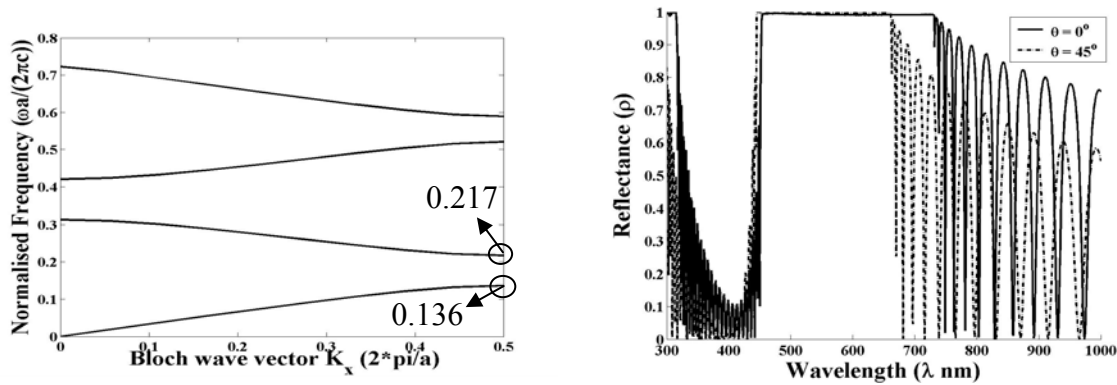 Normalised Frequency (ωa/(2πc))
0.8
0.7
0.6
0.5
0.4
0.3
0.2
0.1
0
0.217
0.136
0 0.1 0.2 0.3 0.4 0.5
Bloch wave vector K_x (2*pi/a)
Reflectance (ρ)
1
0.9
0.8
0.7
0.6
0.5
0.4
0.3
0.2
0.1
0
θ = 0°
θ = 45°
300 400 500 600 700 800 900 1000
Wavelength (λ nm)